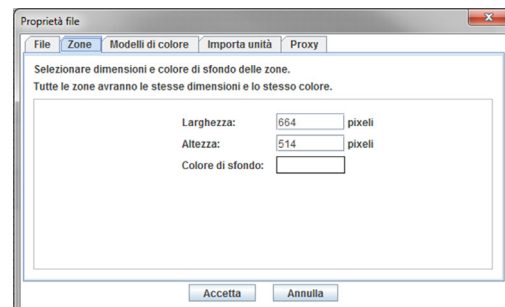 Proprietà file
File Zone Modelli di colore Importa unità Proxy
Selezionare dimensioni e colore di sfondo delle zone.
Tutte le zone avranno le stesse dimensioni e lo stesso colore.
Larghezza: 664 pixeli
Altezza: 514 pixeli
Colore di sfondo:
Accetta Annulla